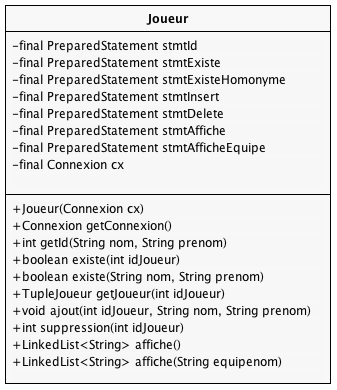 Joueur
-final PreparedStatement stmtId
-final PreparedStatement stmtExiste
-final PreparedStatement stmtExisteHomonyme
-final PreparedStatement stmtInsert
-final PreparedStatement stmtDelete
-final PreparedStatement stmtAffiche
-final PreparedStatement stmtAfficheEquipe
-final Connexion cx
+Joueur(Connexion cx)
+Connexion getConnexion()
+int getId(String nom, String prenom)
+boolean existe(int idJoueur)
+boolean existe(String nom, String prenom)
+TupleJoueur getJoueur(int idJoueur)
+void ajout(int idJoueur, String nom, String prenom)
+int suppression(int idJoueur)
+LinkedList<String> affiche()
+LinkedList<String> affiche(String equipenom)